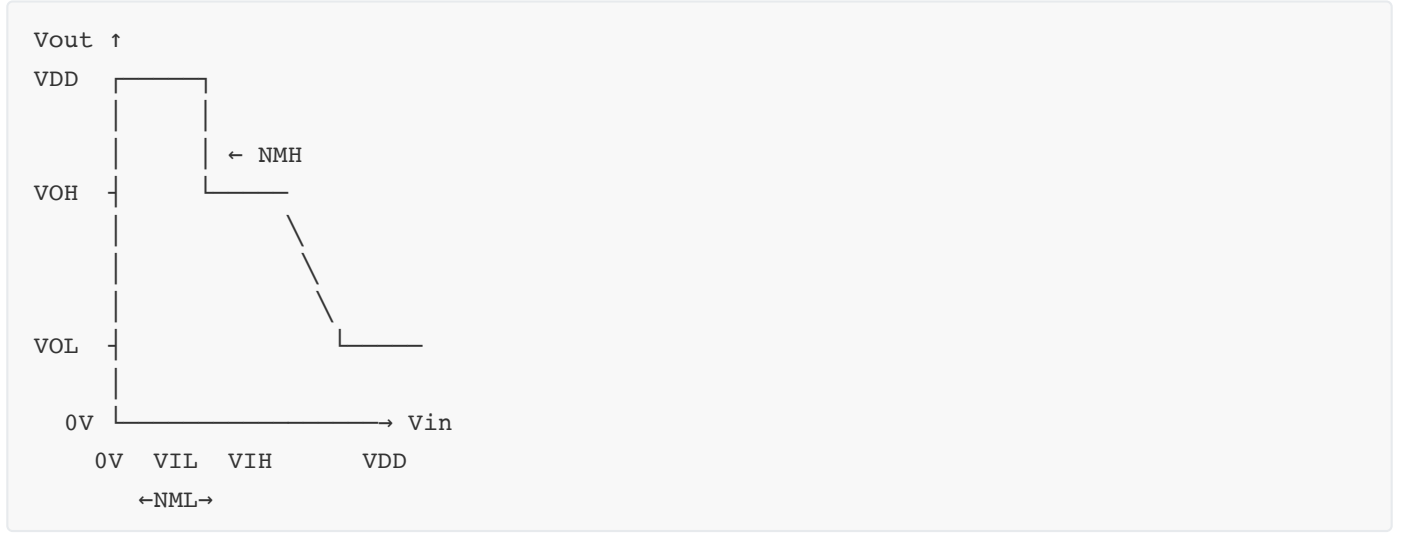 Vout ↑
VDD
← NMH
VOH
VOL
0V → Vin
0V VIL VIH VDD
←NML→